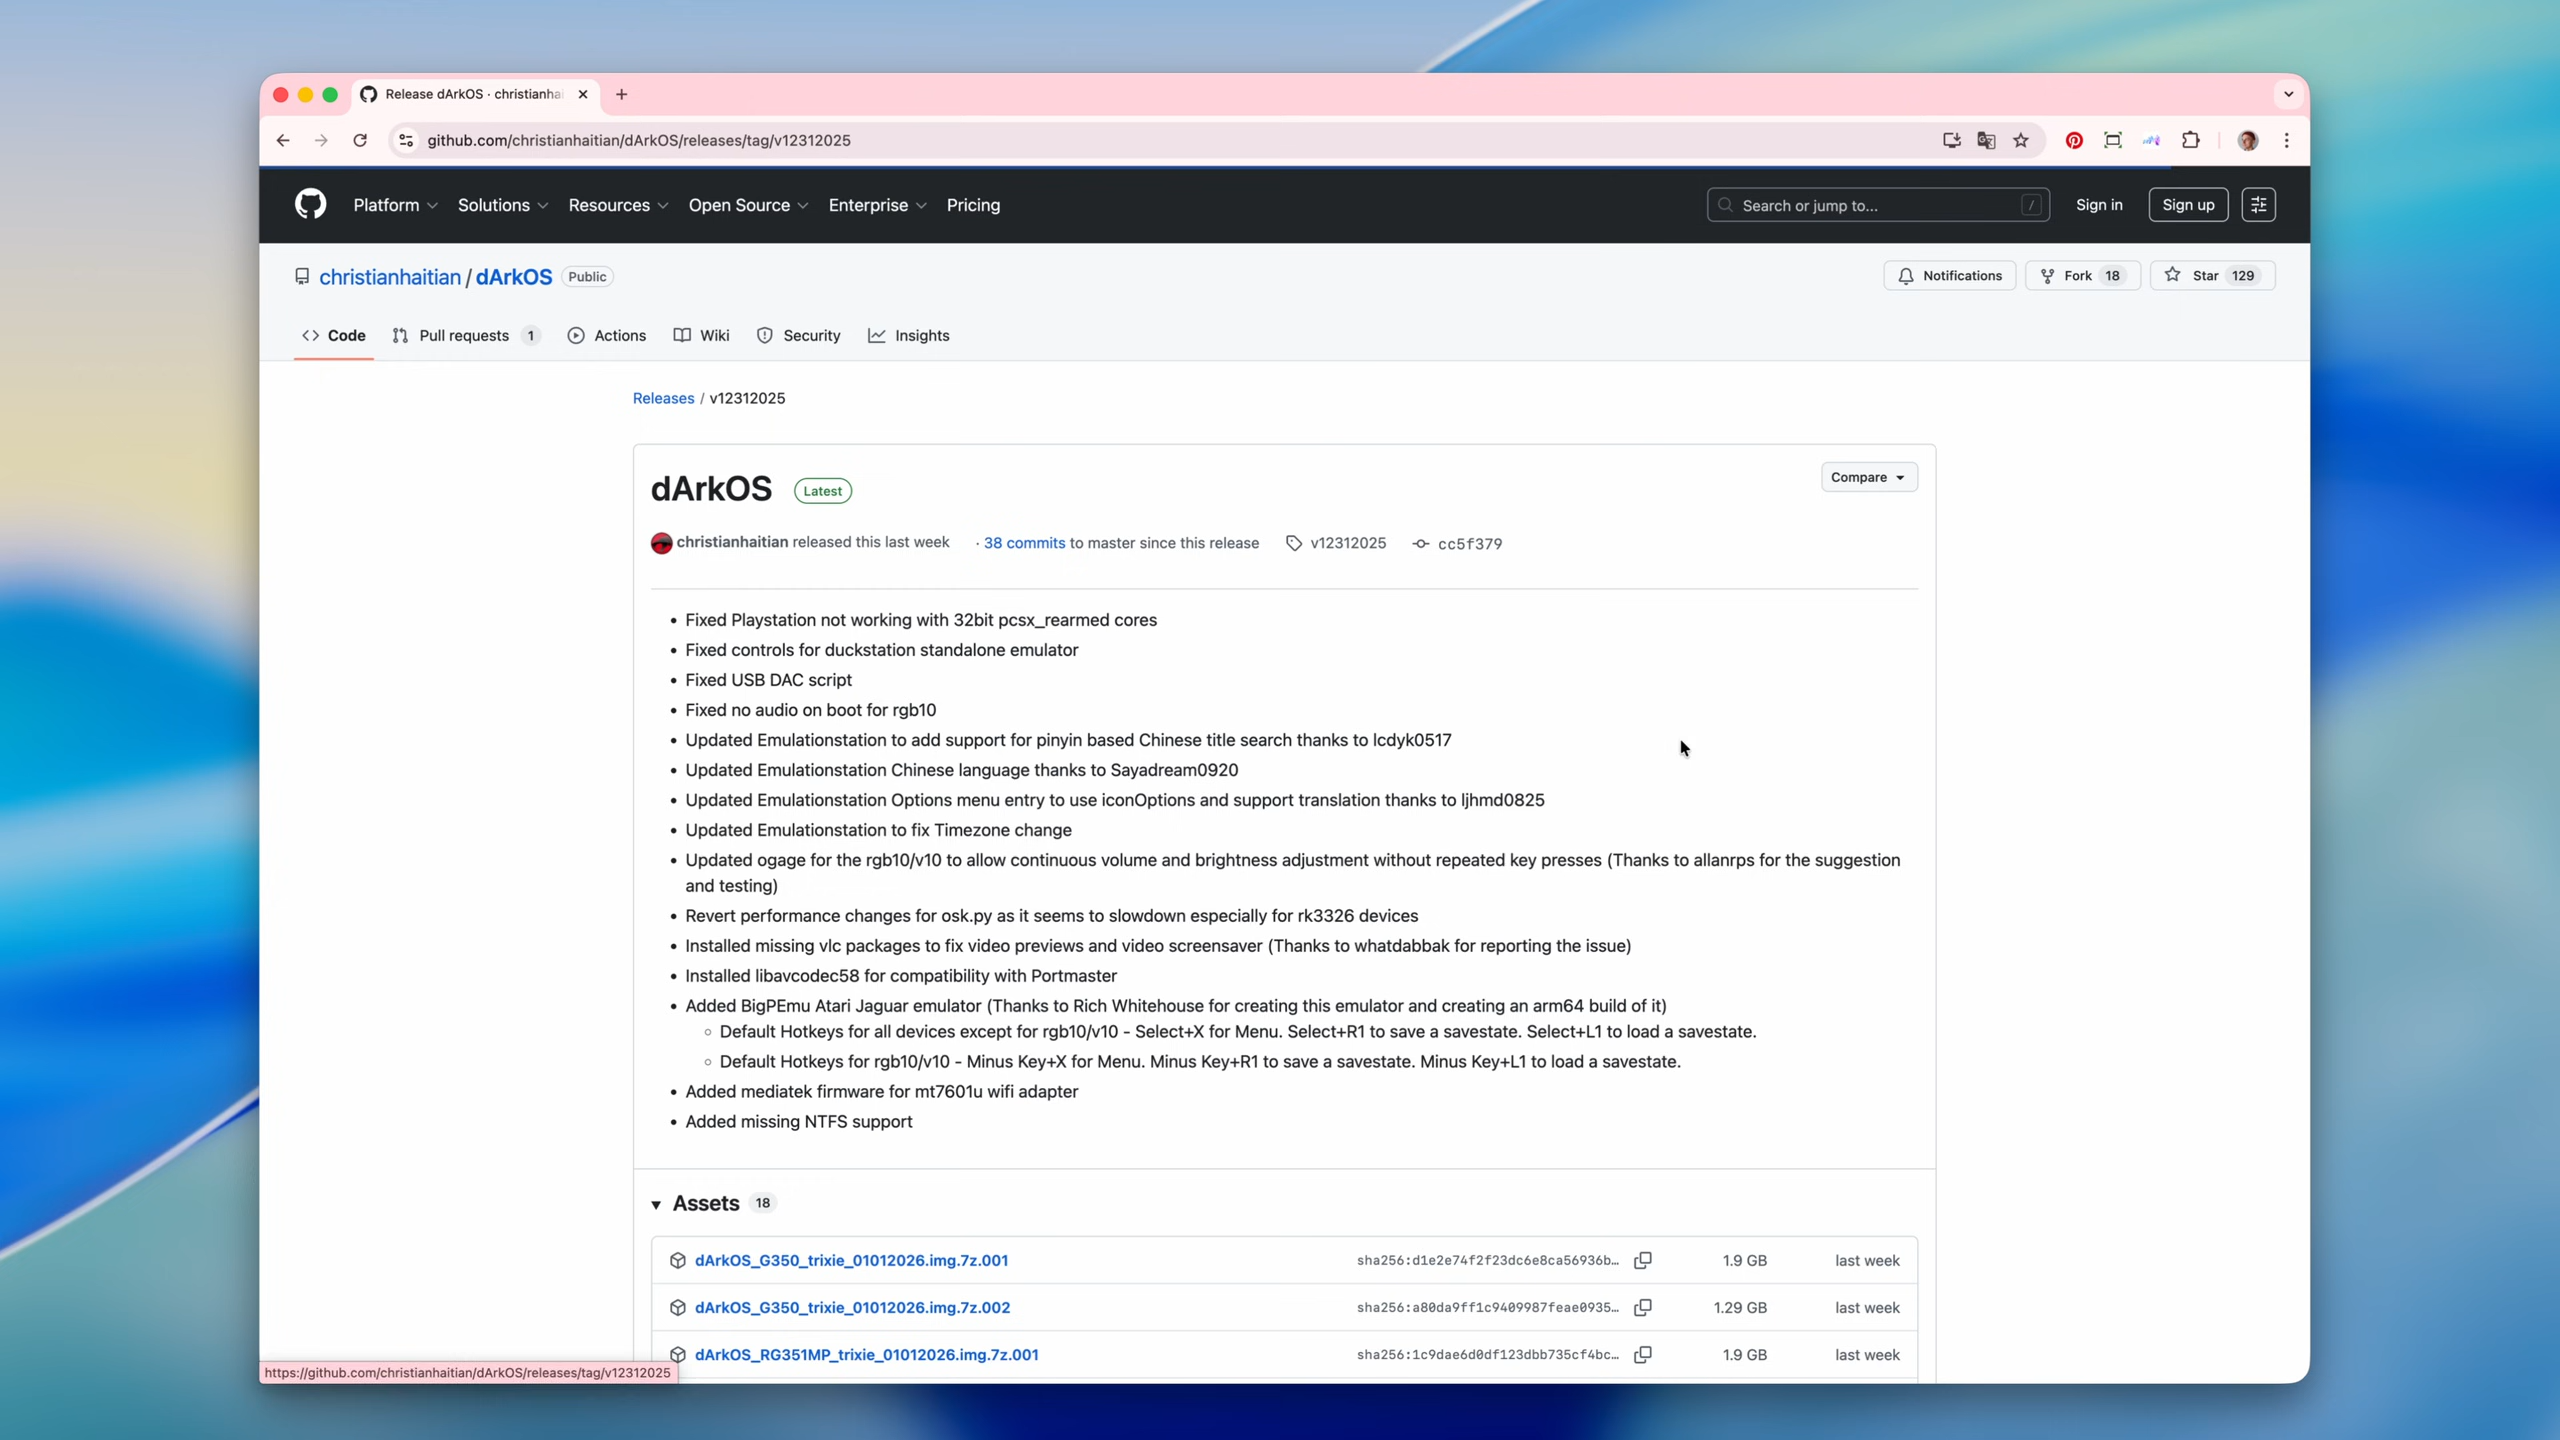 Release dArkOS · christianhai
github.com/christianhaitian/dArkOS/releases/tag/v12312025
Platform Solutions Resources Open Source Enterprise Pricing Search or jump to... / Sign in Sign up
christianhaitian / dArkOS Public Notifications Fork 18 Star 129
Code Pull requests 1 Actions Wiki Security Insights
Releases / v12312025
dArkOS Latest Compare
christianhaitian released this last week · 38 commits to master since this release v12312025 cc5f379
• Fixed Playstation not working with 32bit pcsx_rearmed cores
• Fixed controls for duckstation standalone emulator
• Fixed USB DAC script
• Fixed no audio on boot for rgb10
• Updated Emulationstation to add support for pinyin based Chinese title search thanks to lcdyk0517
• Updated Emulationstation Chinese language thanks to Sayadream0920
• Updated Emulationstation Options menu entry to use iconOptions and support translation thanks to ljhmd0825
• Updated Emulationstation to fix Timezone change
• Updated ogage for the rgb10/v10 to allow continuous volume and brightness adjustment without repeated key presses (Thanks to allanrps for the suggestion
and testing)
• Revert performance changes for osk.py as it seems to slowdown especially for rk3326 devices
• Installed missing vlc packages to fix video previews and video screensaver (Thanks to whatdabbak for reporting the issue)
• Installed libavcodec58 for compatibility with Portmaster
• Added BigPEmu Atari Jaguar emulator (Thanks to Rich Whitehouse for creating this emulator and creating an arm64 build of it)
◦ Default Hotkeys for all devices except for rgb10/v10 - Select+X for Menu. Select+R1 to save a savestate. Select+L1 to load a savestate.
◦ Default Hotkeys for rgb10/v10 - Minus Key+X for Menu. Minus Key+R1 to save a savestate. Minus Key+L1 to load a savestate.
• Added mediatek firmware for mt7601u wifi adapter
• Added missing NTFS support
Assets 18
dArkOS_G350_trixie_01012026.img.7z.001 sha256:d1e2e74f2f23dc6e8ca56936b… 1.9 GB last week
dArkOS_G350_trixie_01012026.img.7z.002 sha256:a80da9ff1c9409987feae0935… 1.29 GB last week
dArkOS_RG351MP_trixie_01012026.img.7z.001 sha256:1c9dae6d0df123dbb735cf4bc… 1.9 GB last week
https://github.com/christianhaitian/dArkOS/releases/tag/v12312025